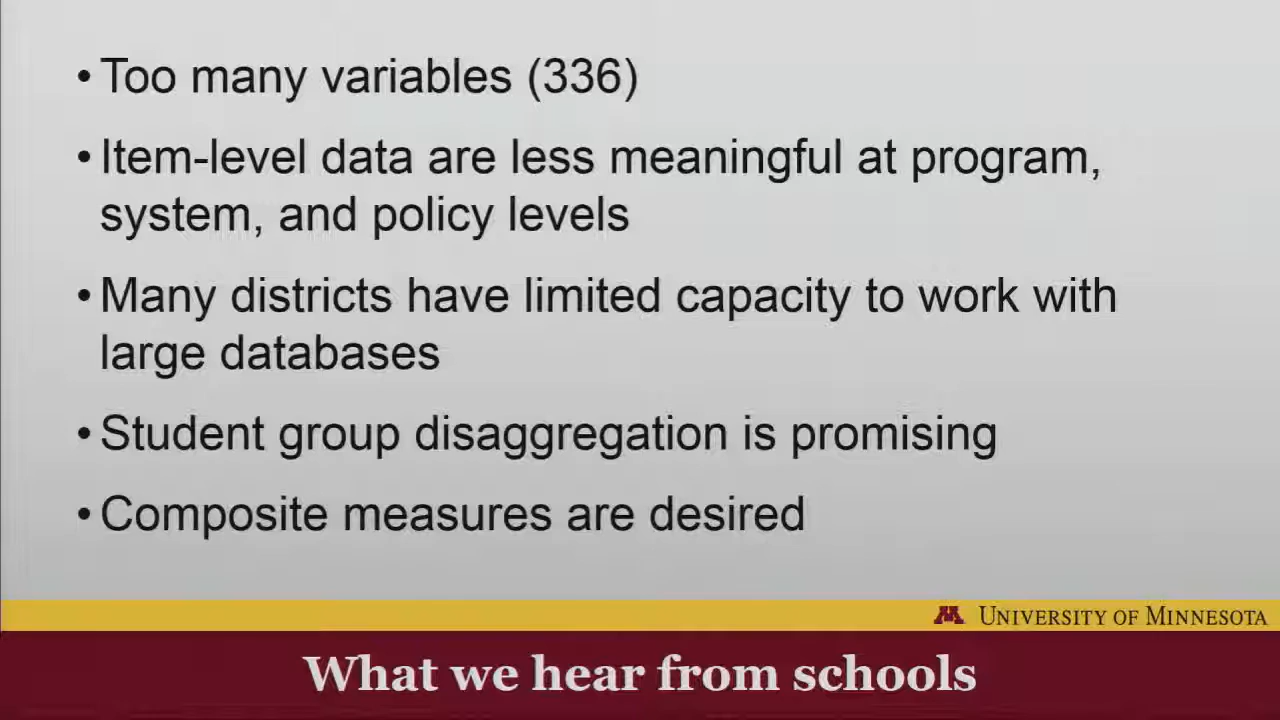 • Too many variables (336)
• Item-level data are less meaningful at program,
system, and policy levels
• Many districts have limited capacity to work with
large databases
• Student group disaggregation is promising
• Composite measures are desired
M UNIVERSITY OF MINNESOTA
What we hear from schools